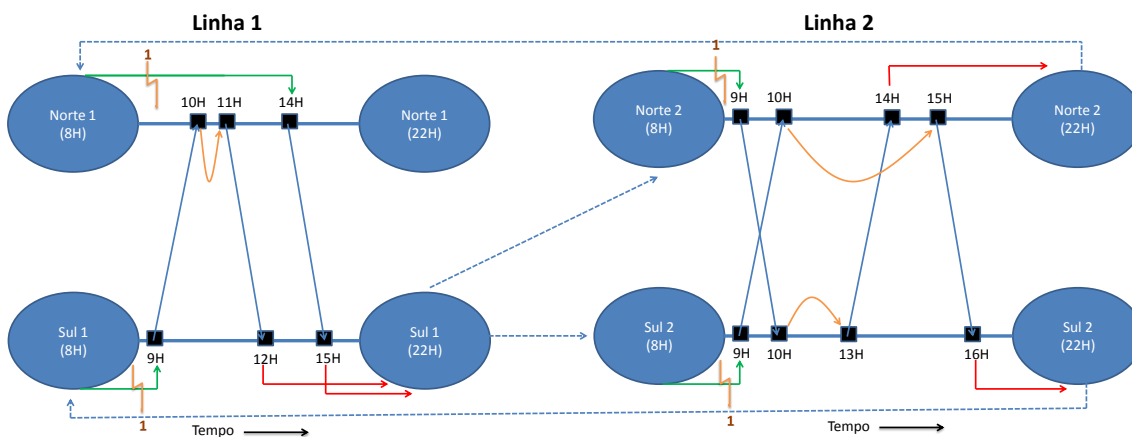 Linha 1
Linha 2
1
1
Norte 1
(8H)
10H
11H
14H
Norte 1
(22H)
Norte 2
(8H)
9H
10H
14H
15H
Norte 2
(22H)
Sul 1
(8H)
9H
12H
15H
Sul 1
(22H)
Sul 2
(8H)
9H
10H
13H
16H
Sul 2
(22H)
1
1
Tempo
Tempo